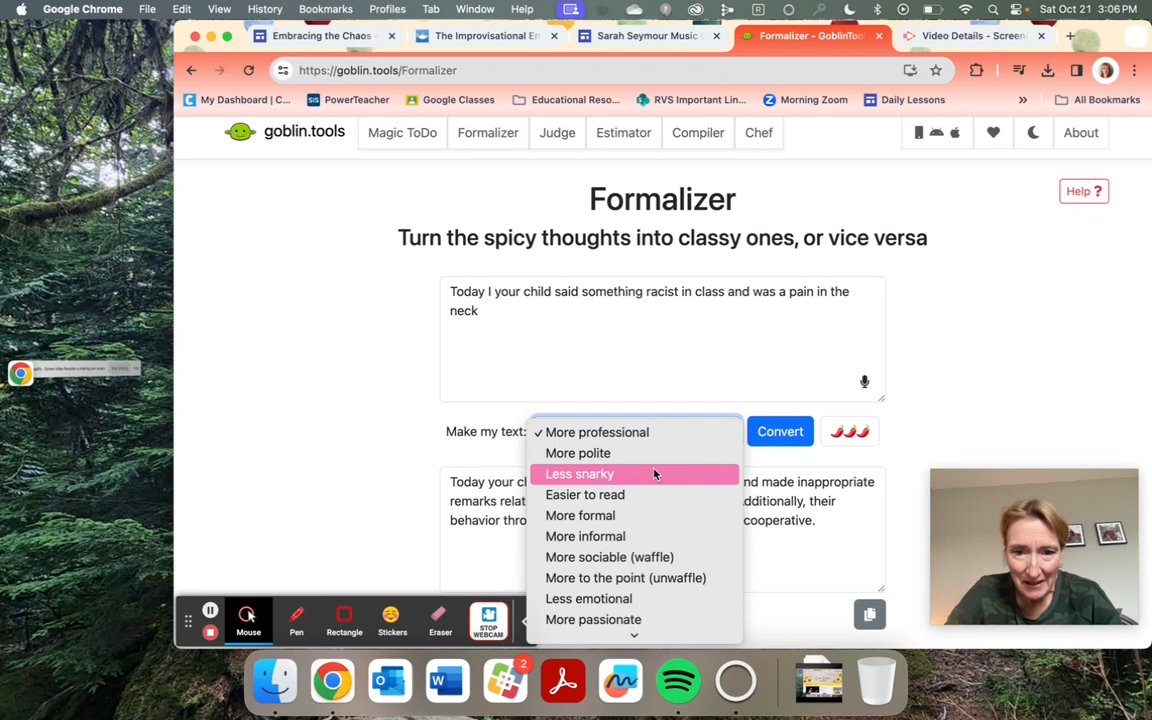 Google Chrome File Edit View History Bookmarks Profiles Tab Window Help Sat Oct 21 3:06 PM
Embracing the Chaos - The Improvisational En Sarah Seymour Music Formalizer - GoblinToo Video Details - Screen
https://goblin.tools/Formalizer
My Dashboard | C... PowerTeacher Google Classes Educational Reso... RVS Important Lin... Morning Zoom Daily Lessons » All Bookmarks
goblin.tools Magic ToDo Formalizer Judge Estimator Compiler Chef About
Help ?
Formalizer
Turn the spicy thoughts into classy ones, or vice versa
Today I your child said something racist in class and was a pain in the
neck
Make my text:
Convert
✓ More professional
More polite
Less snarky
Easier to read
More formal
More informal
More sociable (waffle)
More to the point (unwaffle)
Less emotional
More passionate
Today your ch nd made inappropriate
remarks relat ditionally, their
behavior thro cooperative.
Mouse Pen Rectangle Stickers Eraser STOP WEBCAM
2